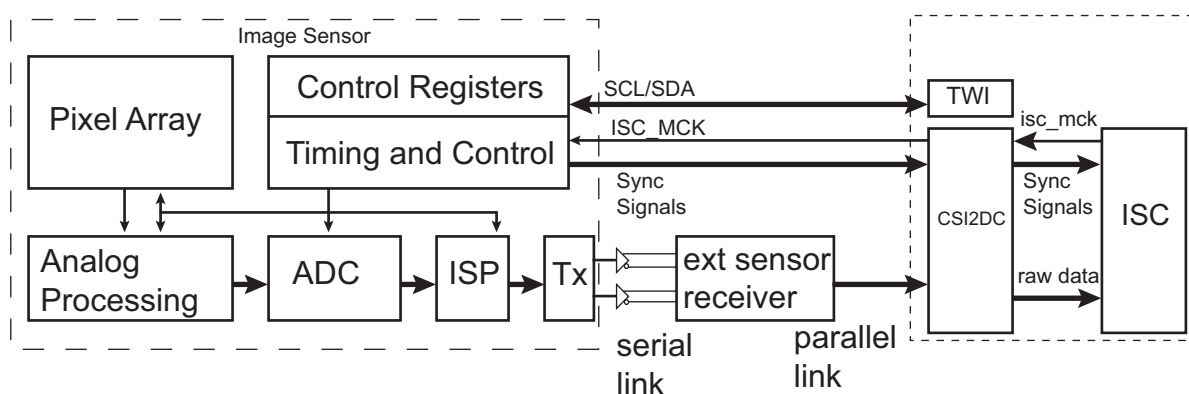 Image Sensor
Control Registers
Pixel Array
Timing and Control
SCL/SDA
TWI
ISC_MCK
isc_mck
Sync
Signals
CSI2DC
Sync
Signals
ISC
Analog
Processing
ADC
ISP
Tx
ext sensor
receiver
raw data
serial
link
parallel
link